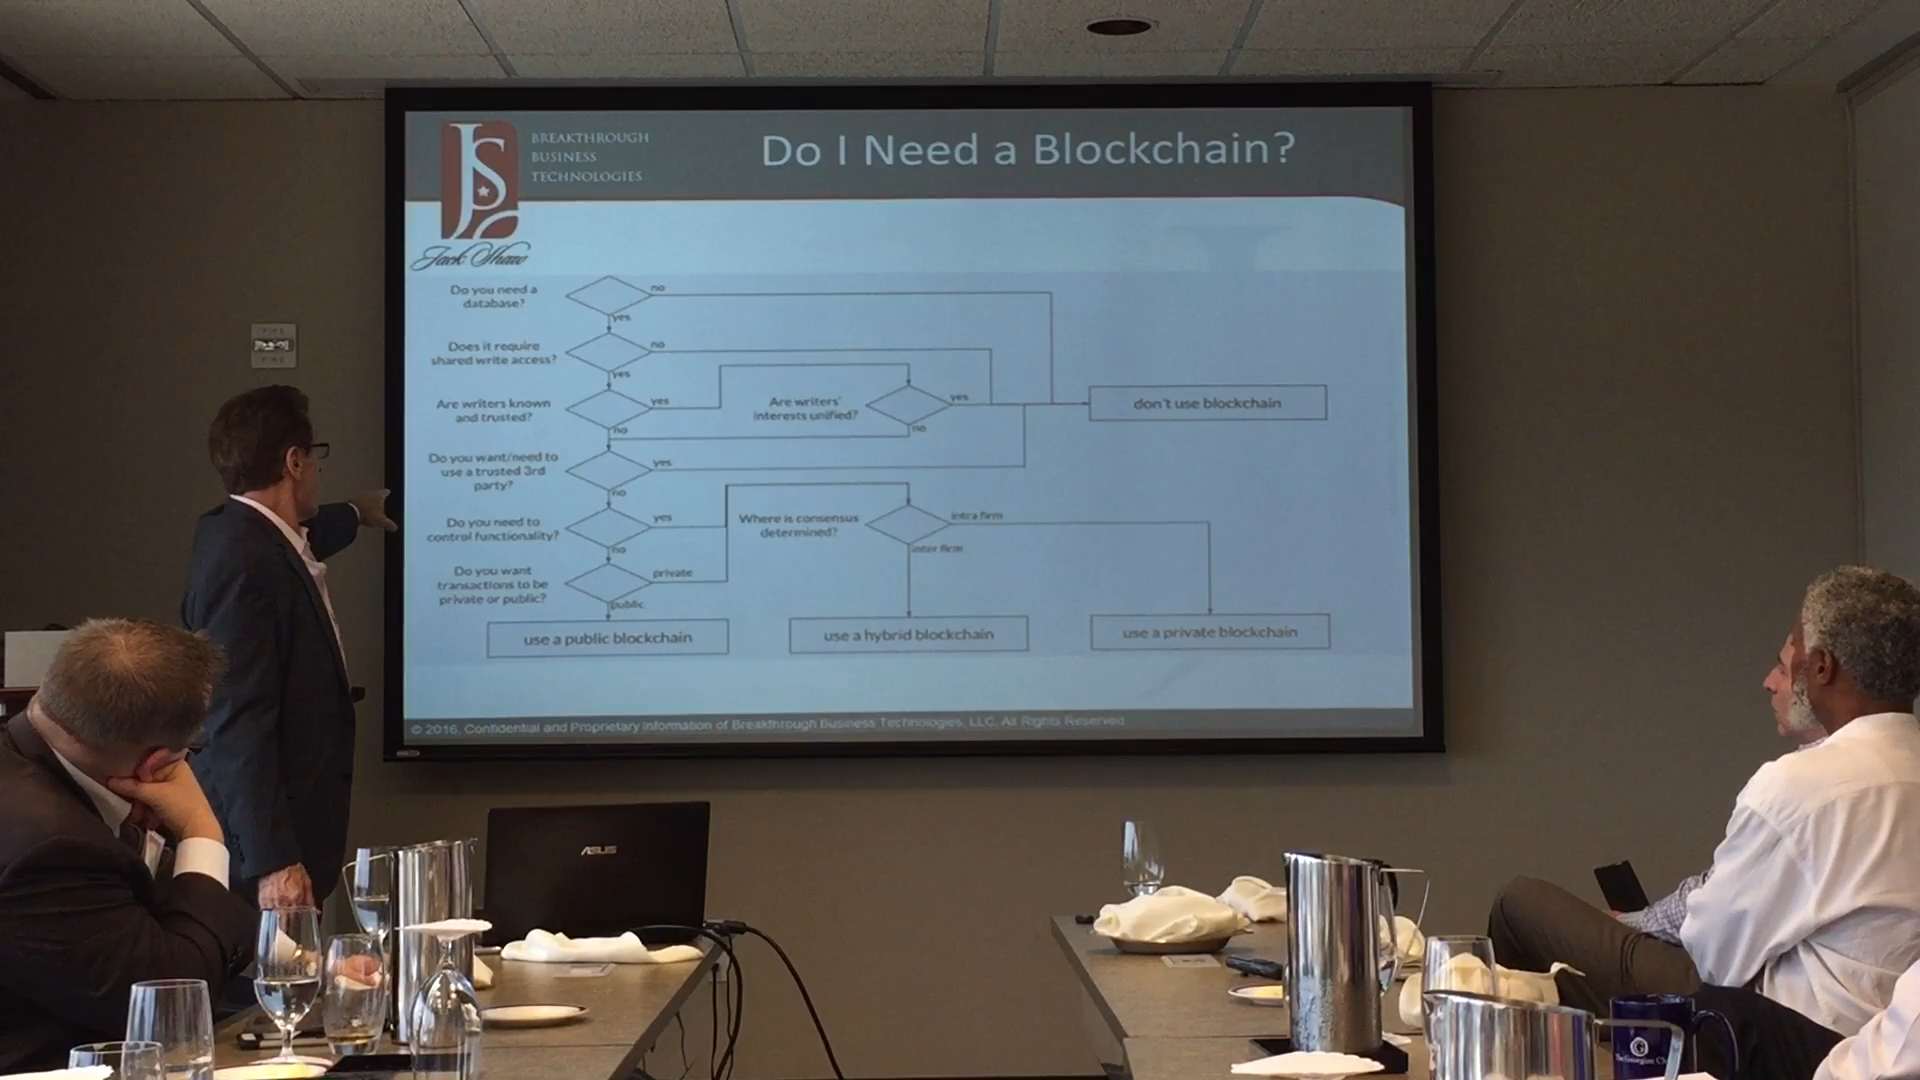 BREAKTHROUGH
BUSINESS
TECHNOLOGIES
JS
Jack Shaw
Do I Need a Blockchain?
Do you need a
database?
no
yes
Does it require
shared write access?
no
yes
Are writers known
and trusted?
yes
no
Are writers'
interests unified?
yes
no
don't use blockchain
Do you want/need to
use a trusted 3rd
party?
yes
no
Do you need to
control functionality?
yes
no
Where is consensus
determined?
intra firm
inter firm
Do you want
transactions to be
private or public?
private
public
use a public blockchain
use a hybrid blockchain
use a private blockchain
© 2016, Confidential and Proprietary Information of Breakthrough Business Technologies, LLC. All Rights Reserved
FIRE
FIRE
ASUS